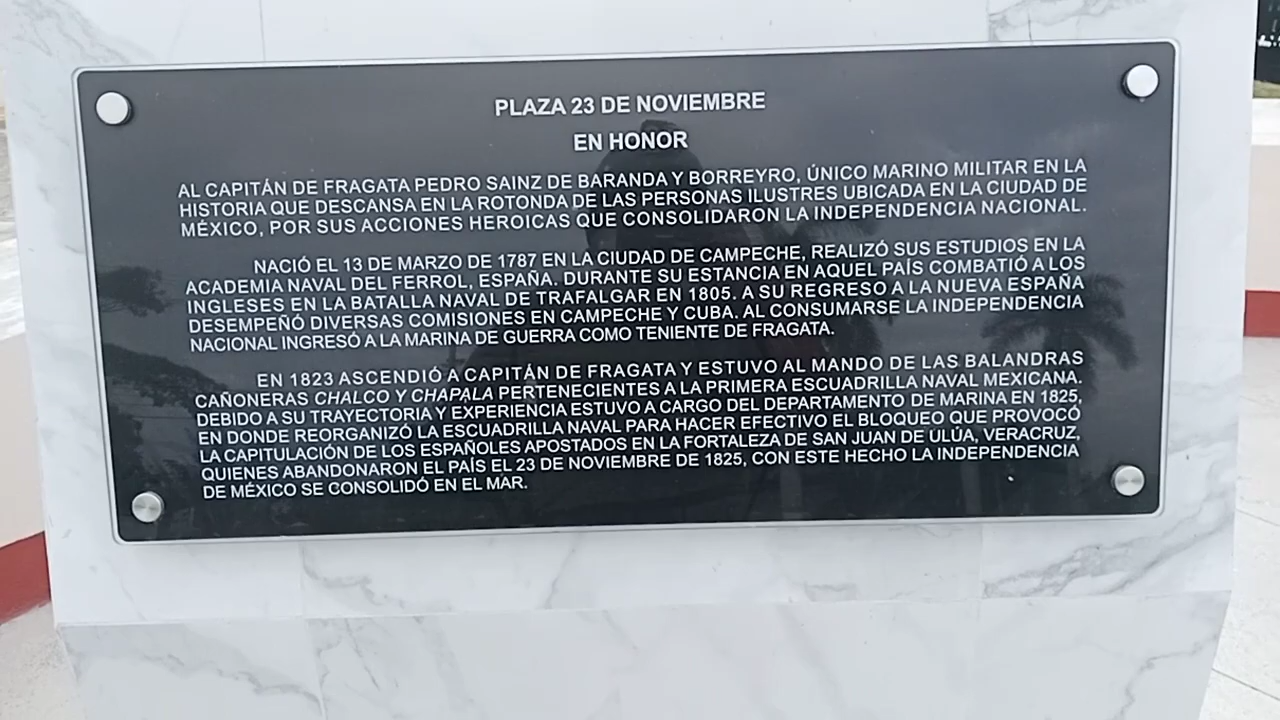 PLAZA 23 DE NOVIEMBRE
EN HONOR
AL CAPITÁN DE FRAGATA PEDRO SAINZ DE BARANDA Y BORREYRO, ÚNICO MARINO MILITAR EN LA
HISTORIA QUE DESCANSA EN LA ROTONDA DE LAS PERSONAS ILUSTRES UBICADA EN LA CIUDAD DE
MÉXICO, POR SUS ACCIONES HEROICAS QUE CONSOLIDARON LA INDEPENDENCIA NACIONAL.
NACIÓ EL 13 DE MARZO DE 1787 EN LA CIUDAD DE CAMPECHE, REALIZÓ SUS ESTUDIOS EN LA
ACADEMIA NAVAL DEL FERROL, ESPAÑA. DURANTE SU ESTANCIA EN AQUEL PAÍS COMBATIÓ A LOS
INGLESES EN LA BATALLA NAVAL DE TRAFALGAR EN 1805. A SU REGRESO A LA NUEVA ESPAÑA
DESEMPEÑÓ DIVERSAS COMISIONES EN CAMPECHE Y CUBA. AL CONSUMARSE LA INDEPENDENCIA
NACIONAL INGRESÓ A LA MARINA DE GUERRA COMO TENIENTE DE FRAGATA.
EN 1823 ASCENDIÓ A CAPITÁN DE FRAGATA Y ESTUVO AL MANDO DE LAS BALANDRAS
CAÑONERAS CHALCO Y CHAPALA PERTENECIENTES A LA PRIMERA ESCUADRILLA NAVAL MEXICANA.
DEBIDO A SU TRAYECTORIA Y EXPERIENCIA ESTUVO A CARGO DEL DEPARTAMENTO DE MARINA EN 1825,
EN DONDE REORGANIZÓ LA ESCUADRILLA NAVAL PARA HACER EFECTIVO EL BLOQUEO QUE PROVOCÓ
LA CAPITULACIÓN DE LOS ESPAÑOLES APOSTADOS EN LA FORTALEZA DE SAN JUAN DE ULÚA, VERACRUZ,
QUIENES ABANDONARON EL PAÍS EL 23 DE NOVIEMBRE DE 1825, CON ESTE HECHO LA INDEPENDENCIA
DE MÉXICO SE CONSOLIDÓ EN EL MAR.